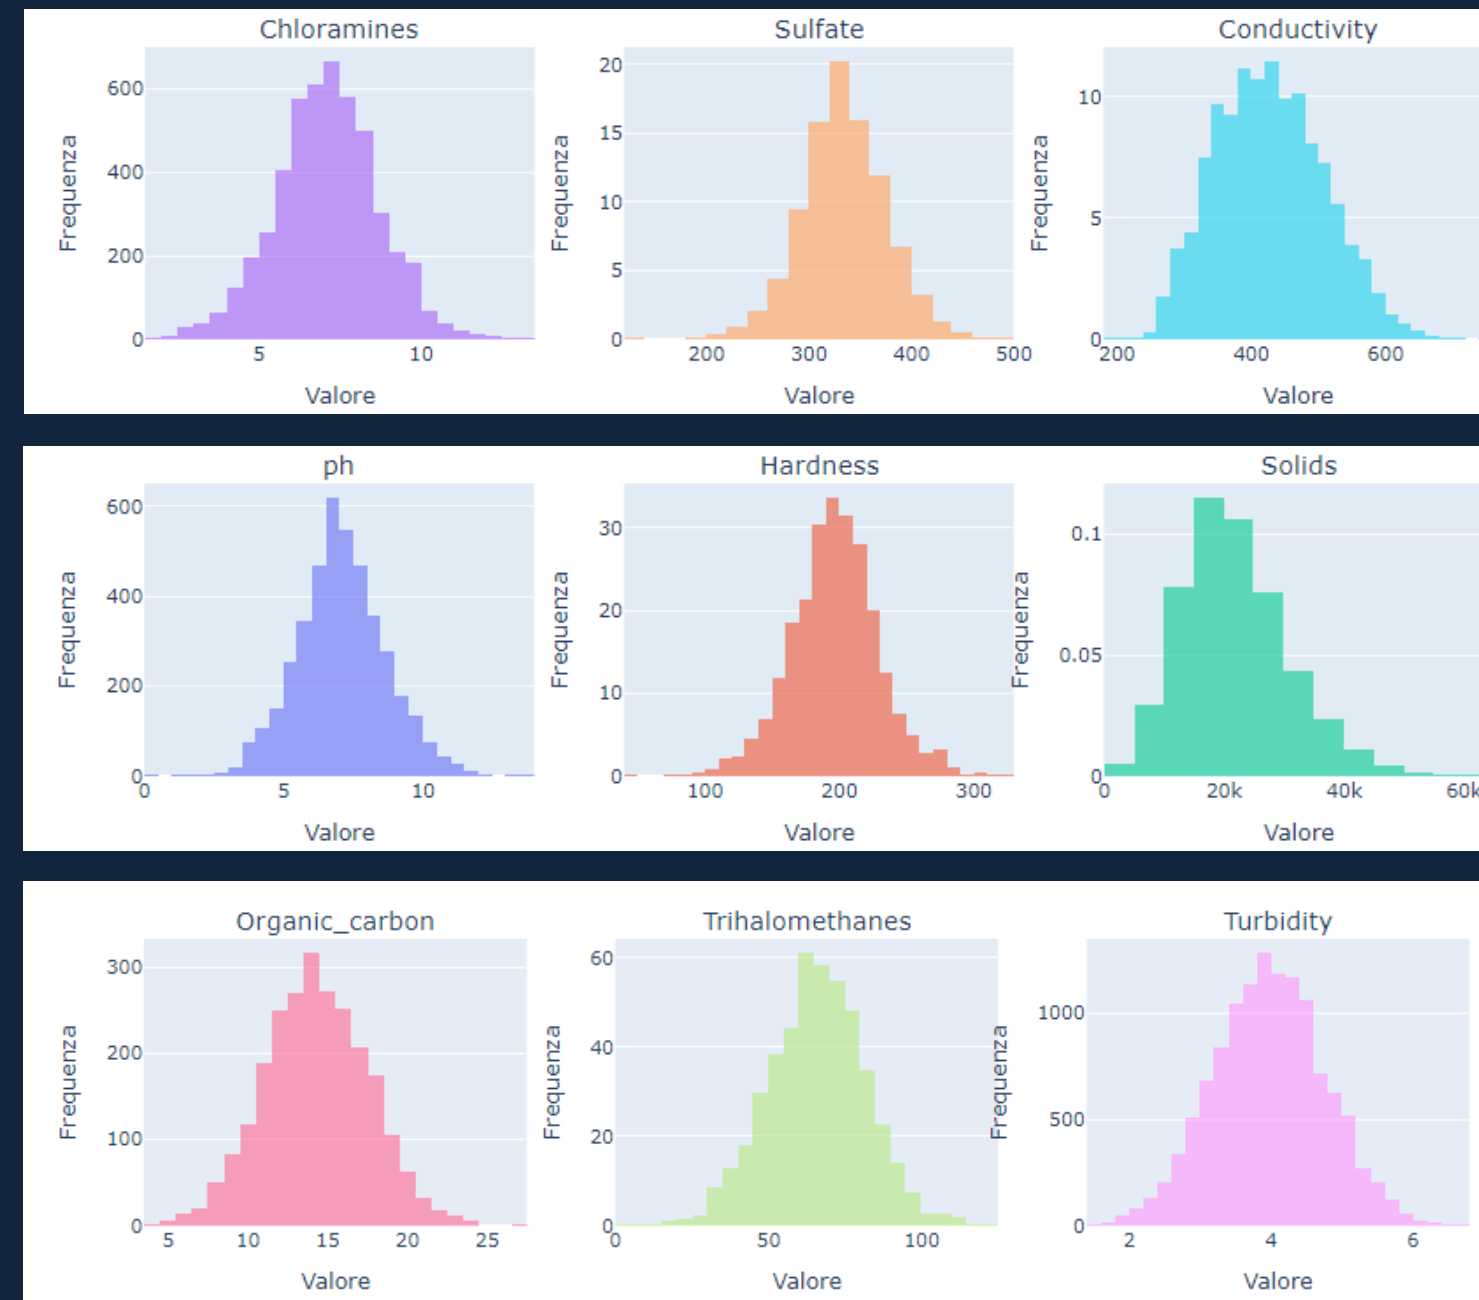 Chloramines
Sulfate
Conductivity
Frequenza
600
400
200
0
5
10
Valore
Frequenza
20
15
10
5
0
200
300
400
500
Valore
Frequenza
10
5
0
200
400
600
Valore
ph
Hardness
Solids
Frequenza
600
400
200
0
0
5
10
Valore
Frequenza
30
20
10
0
100
200
300
Valore
Frequenza
0.1
0.05
0
0
20k
40k
60k
Valore
Organic_carbon
Trihalomethanes
Turbidity
Frequenza
300
200
100
0
5
10
15
20
25
Valore
Frequenza
60
40
20
0
0
50
100
Valore
Frequenza
1000
500
0
2
4
6
Valore